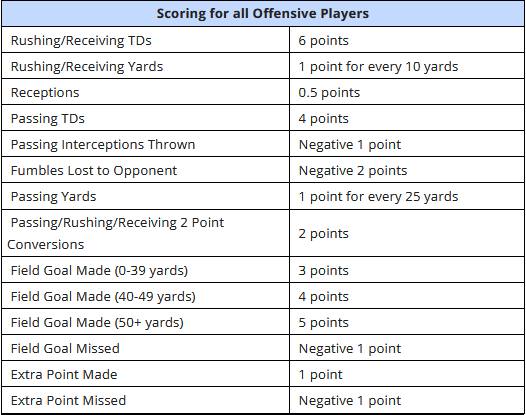 Scoring for all Offensive Players
Rushing/Receiving TDs 6 points
Rushing/Receiving Yards 1 point for every 10 yards
Receptions 0.5 points
Passing TDs 4 points
Passing Interceptions Thrown Negative 1 point
Fumbles Lost to Opponent Negative 2 points
Passing Yards 1 point for every 25 yards
Passing/Rushing/Receiving 2 Point
Conversions 2 points
Field Goal Made (0-39 yards) 3 points
Field Goal Made (40-49 yards) 4 points
Field Goal Made (50+ yards) 5 points
Field Goal Missed Negative 1 point
Extra Point Made 1 point
Extra Point Missed Negative 1 point